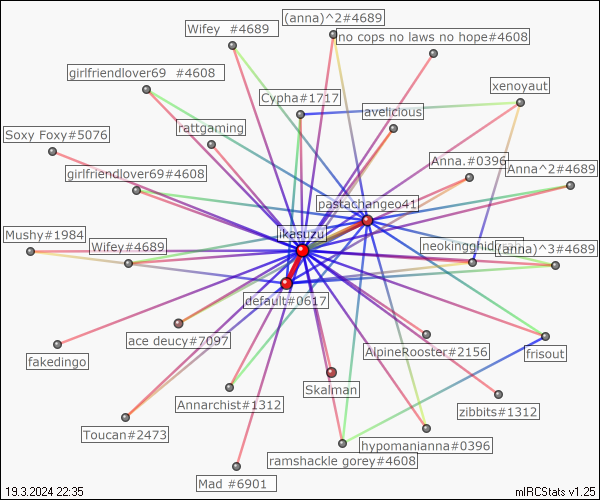 (anna)^2#4689
Wifey  #4689
no cops no laws no hope#4608
girlfriendlover69  #4608
xenoyaut
Cypha#1717
avelicious
rattgaming
Soxy Foxy#5076
Anna.#0396
Anna^2#4689
girlfriendlover69#4608
pastachangeo41
ikasuzu
Mushy#1984
Wifey#4689
(anna)^3#4689
default#0617
ace deucy#7097
AlpineRooster#2156
frisout
fakedingo
Skalman
Annarchist#1312
zibbits#1312
Toucan#2473
hypomanianna#0396
ramshackle gorey#4608
Mad #6901
19.3.2024 22:35
mIRCStats v1.25